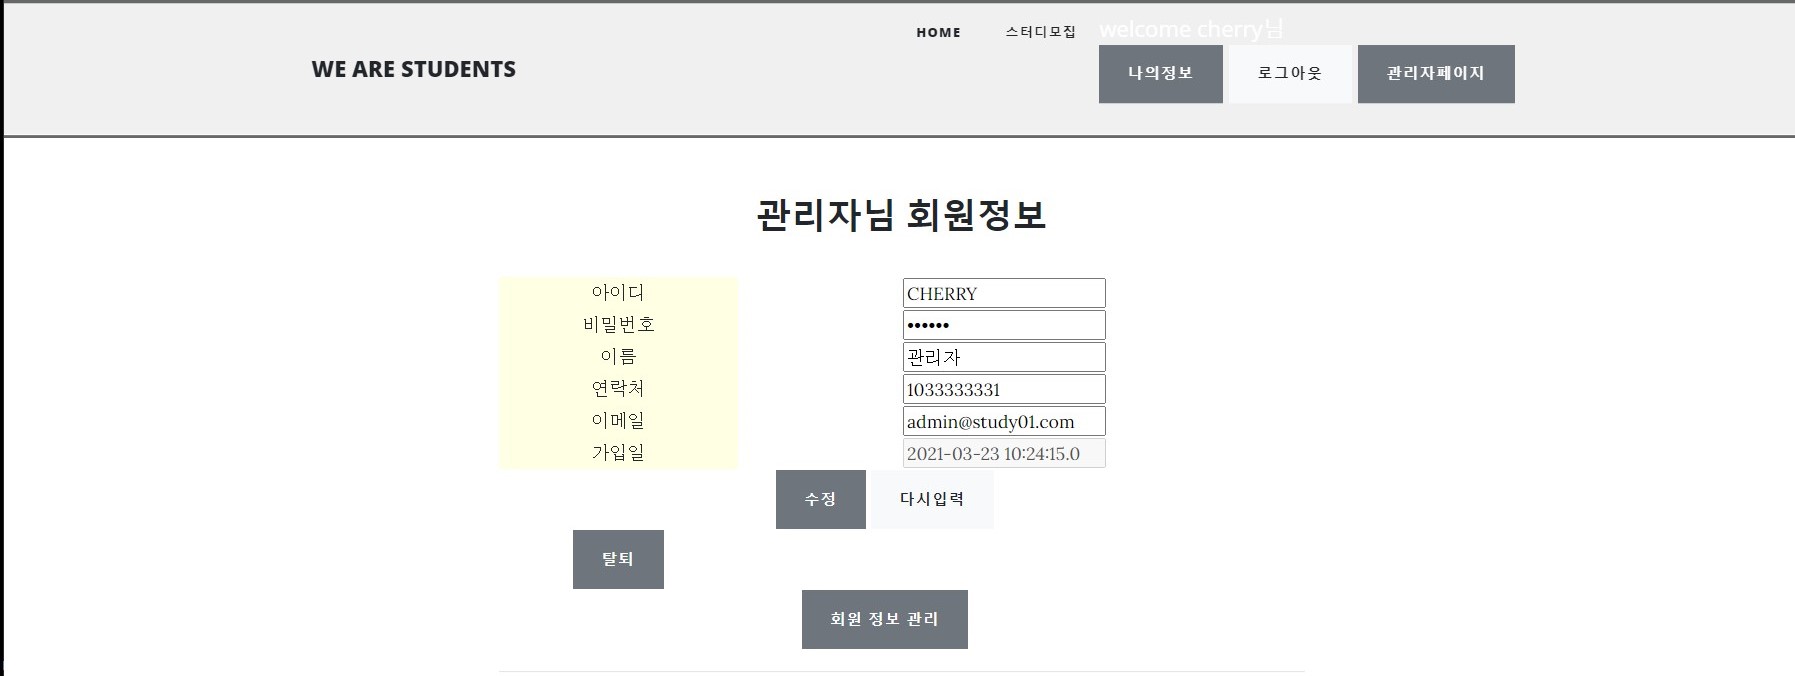 HOME 스터디모집 welcome cherry님
WE ARE STUDENTS
나의정보 로그아웃 관리자페이지
관리자님 회원정보
아이디 CHERRY
비밀번호 ••••••
이름 관리자
연락처 1033333331
이메일 admin@study01.com
가입일 2021-03-23 10:24:15.0
수정 다시입력
탈퇴
회원 정보 관리